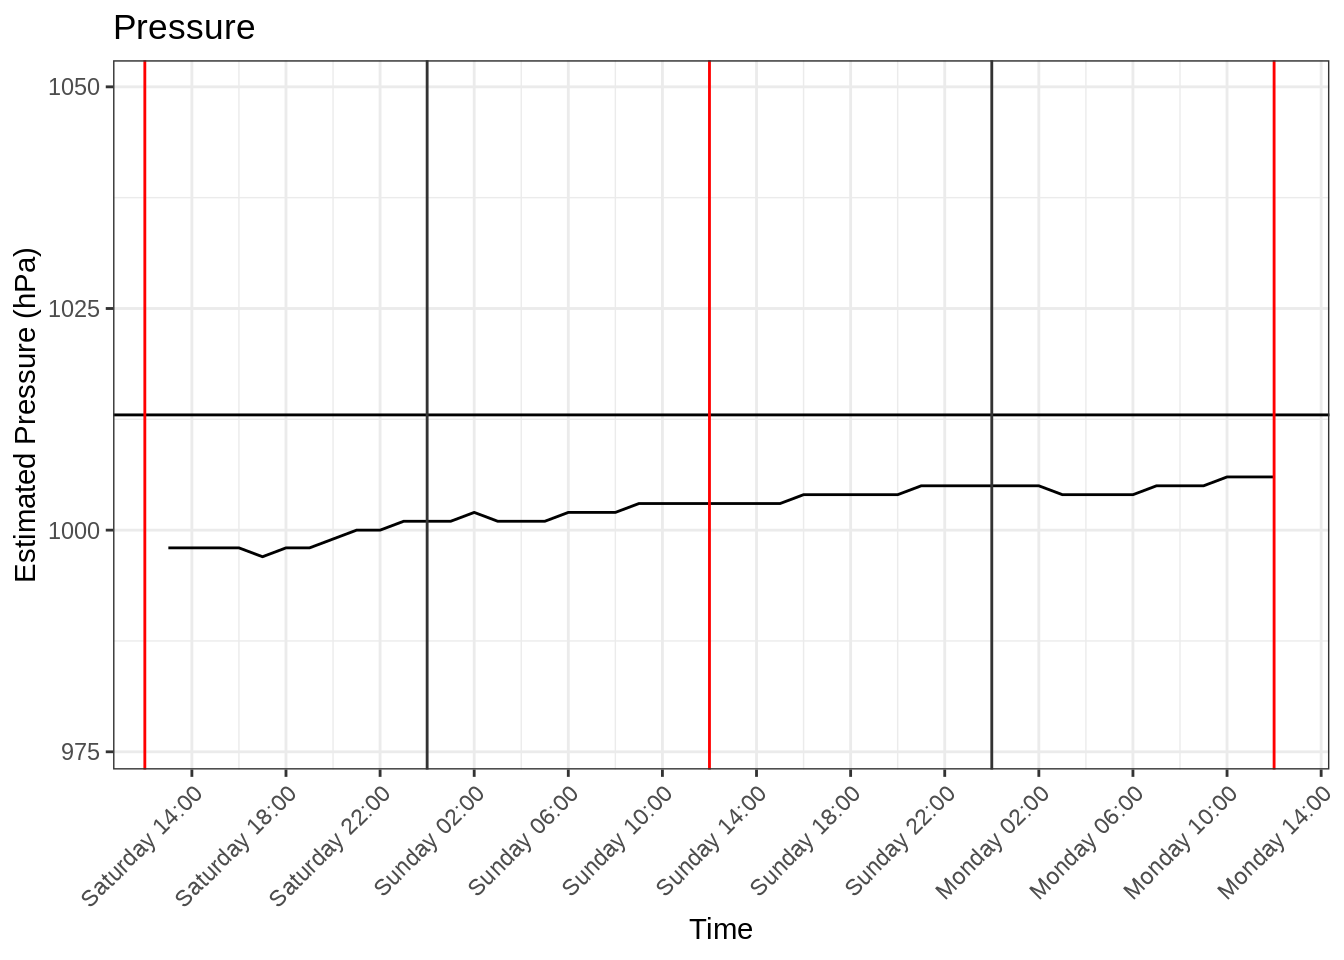 Pressure
Estimated Pressure (hPa)
1050
1025
1000
975
Saturday 14:00
Saturday 18:00
Saturday 22:00
Sunday 02:00
Sunday 06:00
Sunday 10:00
Sunday 14:00
Sunday 18:00
Sunday 22:00
Monday 02:00
Monday 06:00
Monday 10:00
Monday 14:00
Time